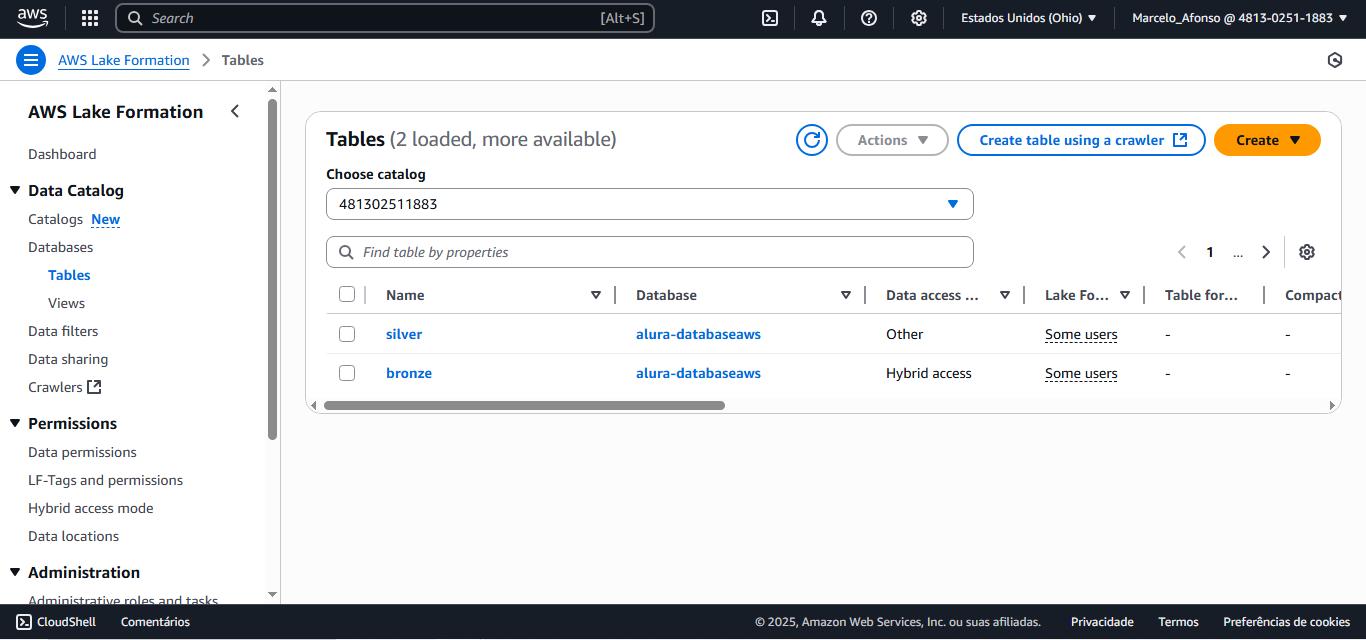 aws
Search [Alt+S] Estados Unidos (Ohio) Marcelo_Afonso @ 4813-0251-1883
AWS Lake Formation > Tables
AWS Lake Formation
Dashboard
Data Catalog
Catalogs New
Databases
Tables
Views
Data filters
Data sharing
Crawlers
Permissions
Data permissions
LF-Tags and permissions
Hybrid access mode
Data locations
Administration
Administrative roles and tasks
Tables (2 loaded, more available)
Actions
Create table using a crawler
Create
Choose catalog
481302511883
Find table by properties
1 ...
Name Database Data access ... Lake Fo... Table for... Compact
silver alura-databaseaws Other Some users - -
bronze alura-databaseaws Hybrid access Some users - -
CloudShell Comentários © 2025, Amazon Web Services, Inc. ou suas afiliadas. Privacidade Termos Preferências de cookies